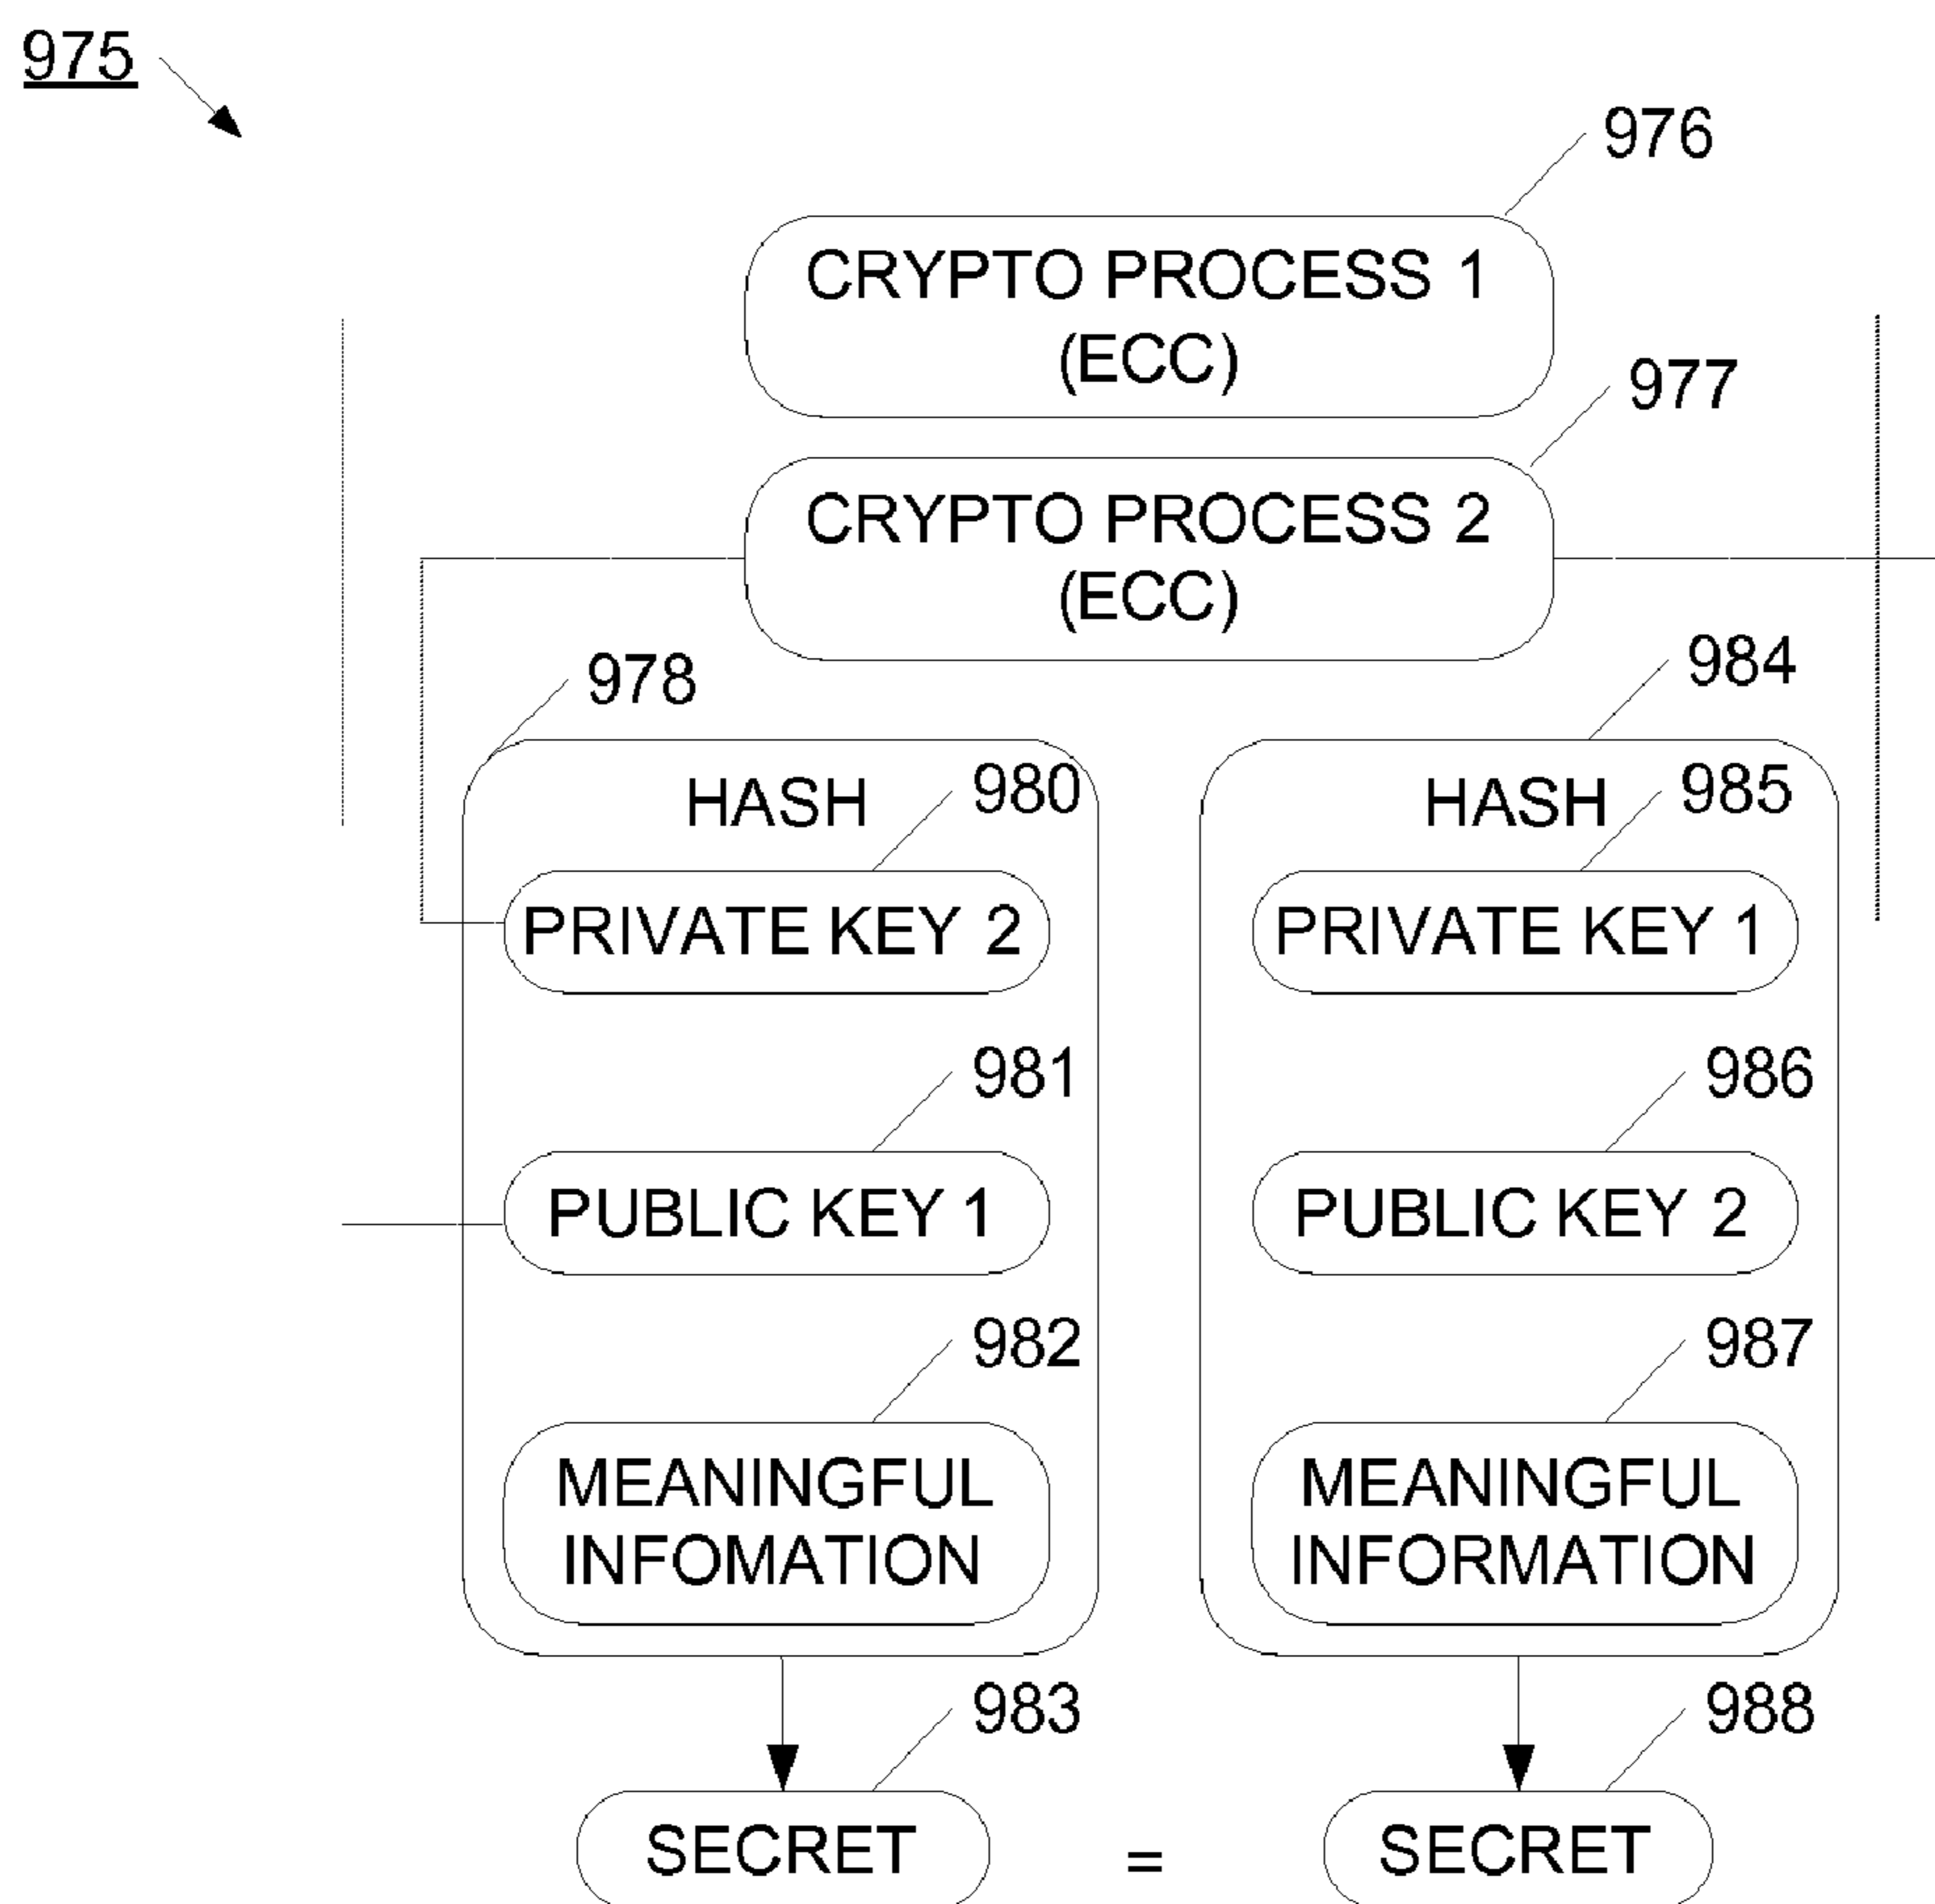 975
976
CRYPTO PROCESS 1
(ECC)
977
CRYPTO PROCESS 2
(ECC)
978
984
HASH
980
HASH
985
PRIVATE KEY 2
PRIVATE KEY 1
981
986
PUBLIC KEY 1
PUBLIC KEY 2
982
987
MEANINGFUL
INFOMATION
MEANINGFUL
INFORMATION
983
988
SECRET
=
SECRET